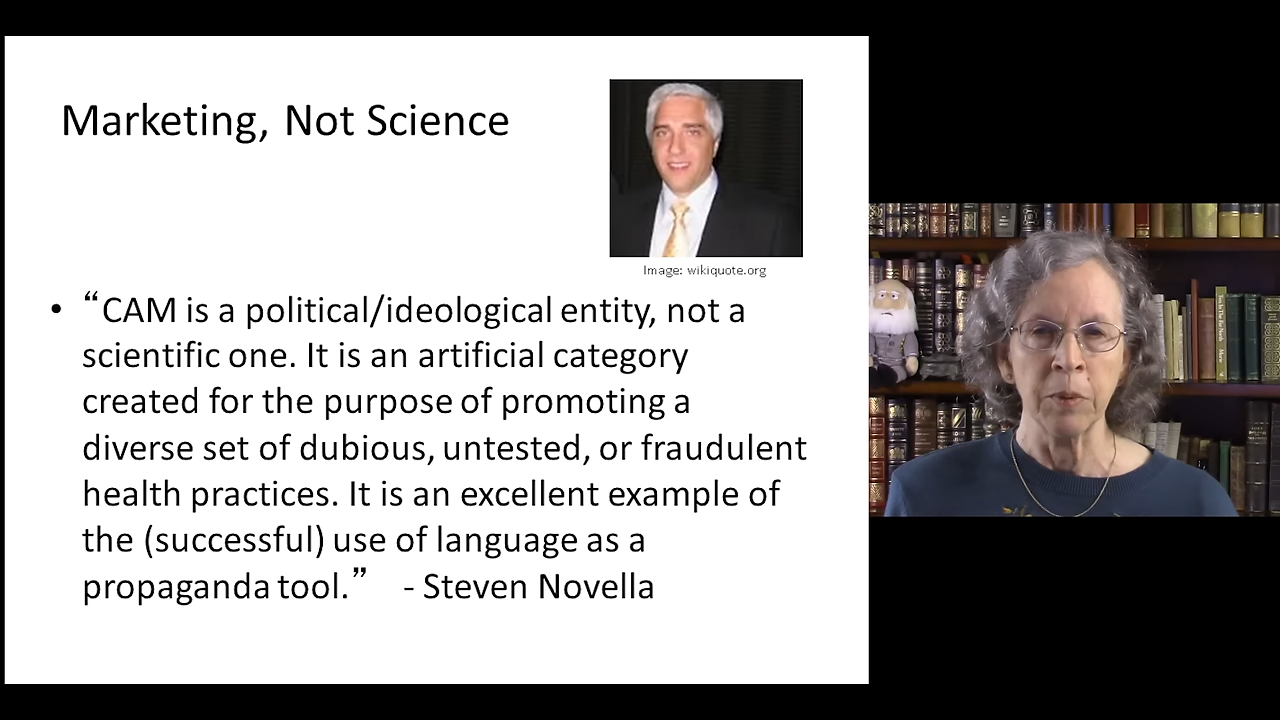 Marketing, Not Science
Image: wikiquote.org
• “CAM is a political/ideological entity, not a
scientific one. It is an artificial category
created for the purpose of promoting a
diverse set of dubious, untested, or fraudulent
health practices. It is an excellent example of
the (successful) use of language as a
propaganda tool.” - Steven Novella